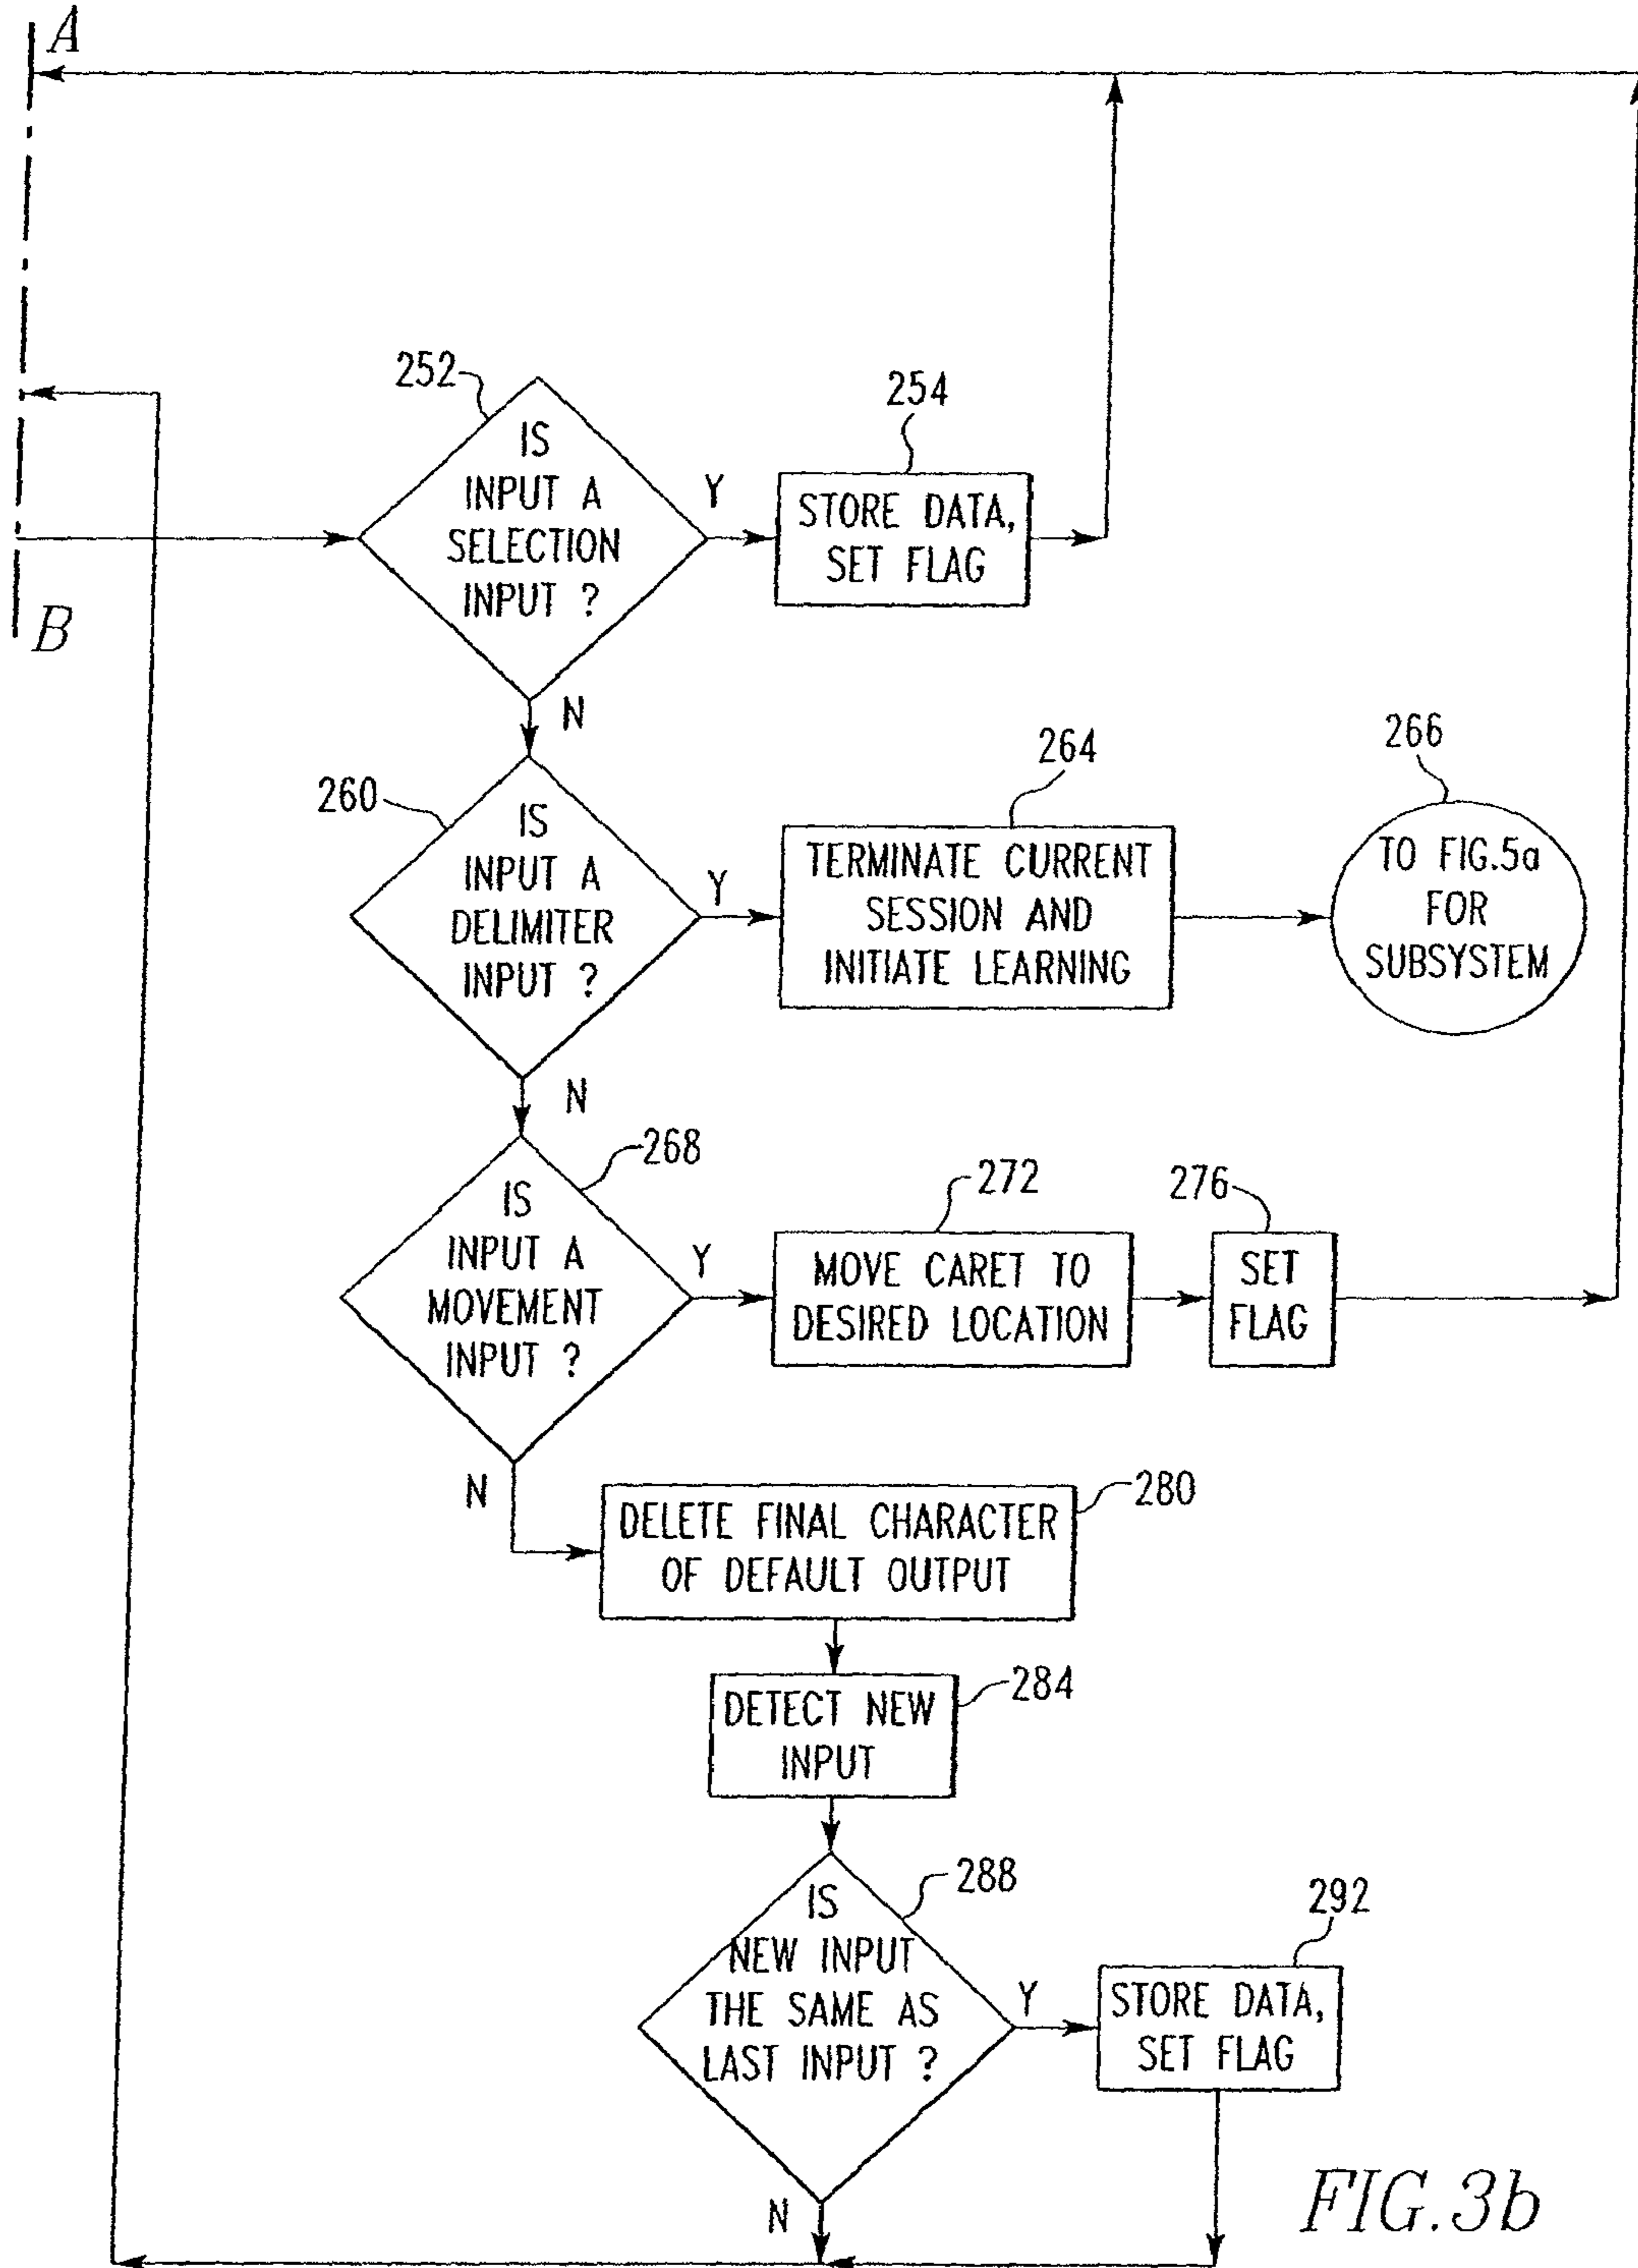 A
252
IS
INPUT A
SELECTION
INPUT ?
Y
254
STORE DATA,
SET FLAG
B
N
260
IS
INPUT A
DELIMITER
INPUT ?
Y
264
TERMINATE CURRENT
SESSION AND
INITIATE LEARNING
266
TO FIG.5a
FOR
SUBSYSTEM
N
268
IS
INPUT A
MOVEMENT
INPUT ?
Y
272
MOVE CARET TO
DESIRED LOCATION
276
SET
FLAG
N
280
DELETE FINAL CHARACTER
OF DEFAULT OUTPUT
284
DETECT NEW
INPUT
288
IS
NEW INPUT
THE SAME AS
LAST INPUT ?
Y
292
STORE DATA,
SET FLAG
N
FIG.3b